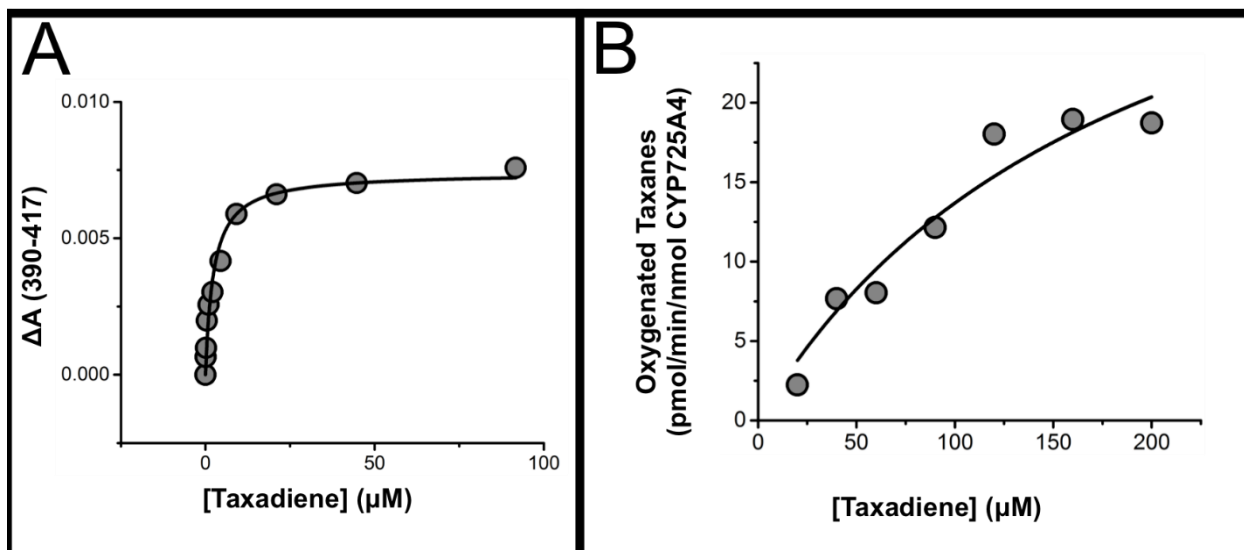 A
0.010
0.005
0.000
0
50
100
ΔA (390-417)
[Taxadiene] (µM)
B
20
15
10
5
0
0
50
100
150
200
Oxygenated Taxanes
(pmol/min/nmol CYP725A4)
[Taxadiene] (µM)